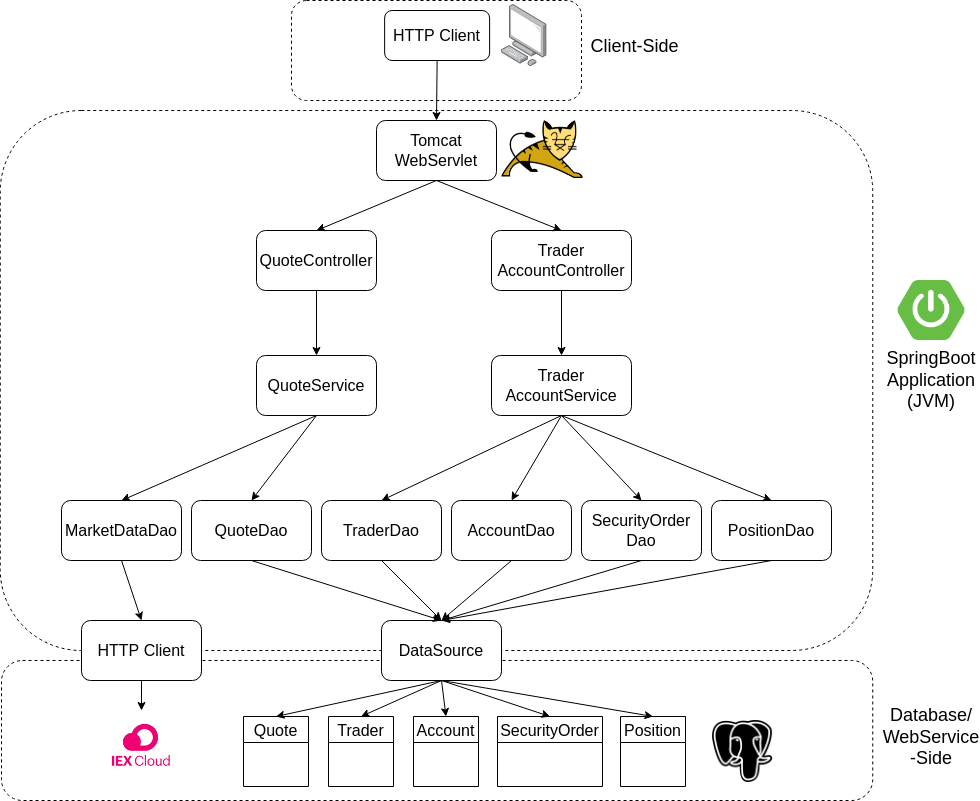 HTTP Client
Client-Side
Tomcat
WebServlet
QuoteController
Trader
AccountController
SpringBoot
Application
(JVM)
QuoteService
Trader
AccountService
MarketDataDao
QuoteDao
TraderDao
AccountDao
SecurityOrder
Dao
PositionDao
HTTP Client
DataSource
Quote
Trader
Account
SecurityOrder
Position
IEX Cloud
Database/
WebService
-Side